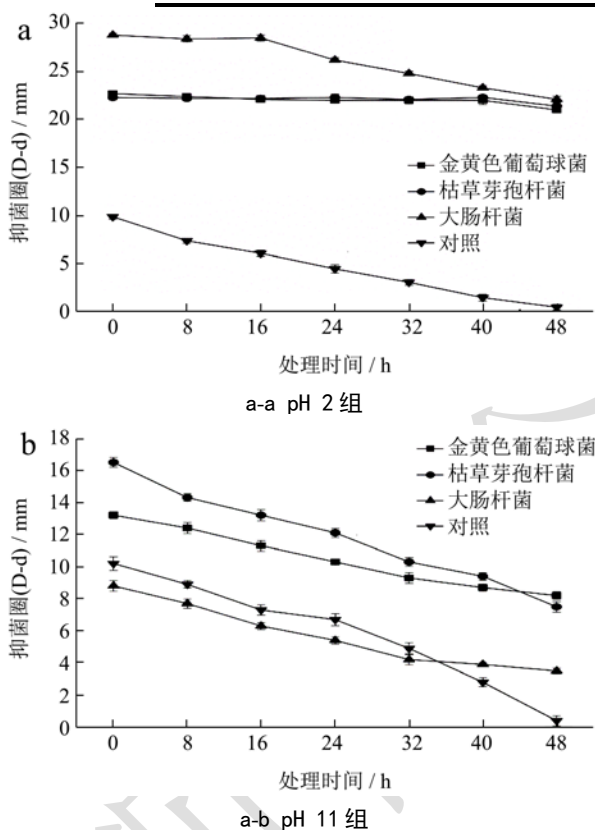 a
30
25
20
15
10
5
0
抑菌圈(D-d) / mm
金黄色葡萄球菌
枯草芽孢杆菌
大肠杆菌
对照
0 8 16 24 32 40 48
处理时间 / h
a-a pH 2 组
b
18
16
14
12
10
8
6
4
2
0
抑菌圈(D-d) / mm
金黄色葡萄球菌
枯草芽孢杆菌
大肠杆菌
对照
0 8 16 24 32 40 48
处理时间 / h
a-b pH 11 组